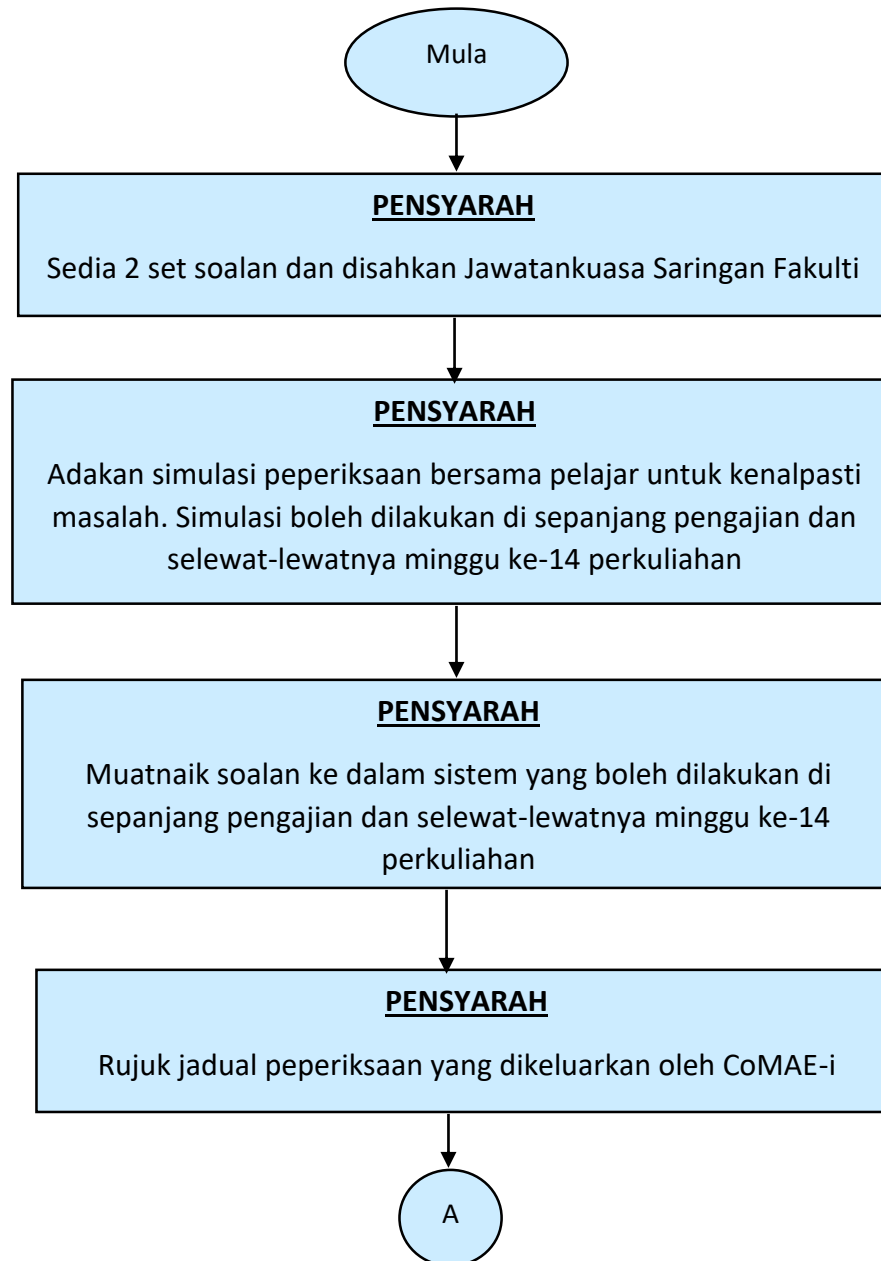 Mula
PENSYARAH
Sedia 2 set soalan dan disahkan Jawatankuasa Saringan Fakulti
PENSYARAH
Adakan simulasi peperiksaan bersama pelajar untuk kenalpasti
masalah. Simulasi boleh dilakukan di sepanjang pengajian dan
selewat-lewatnya minggu ke-14 perkuliahan
PENSYARAH
Muatnaik soalan ke dalam sistem yang boleh dilakukan di
sepanjang pengajian dan selewat-lewatnya minggu ke-14
perkuliahan
PENSYARAH
Rujuk jadual peperiksaan yang dikeluarkan oleh CoMAE-i
A